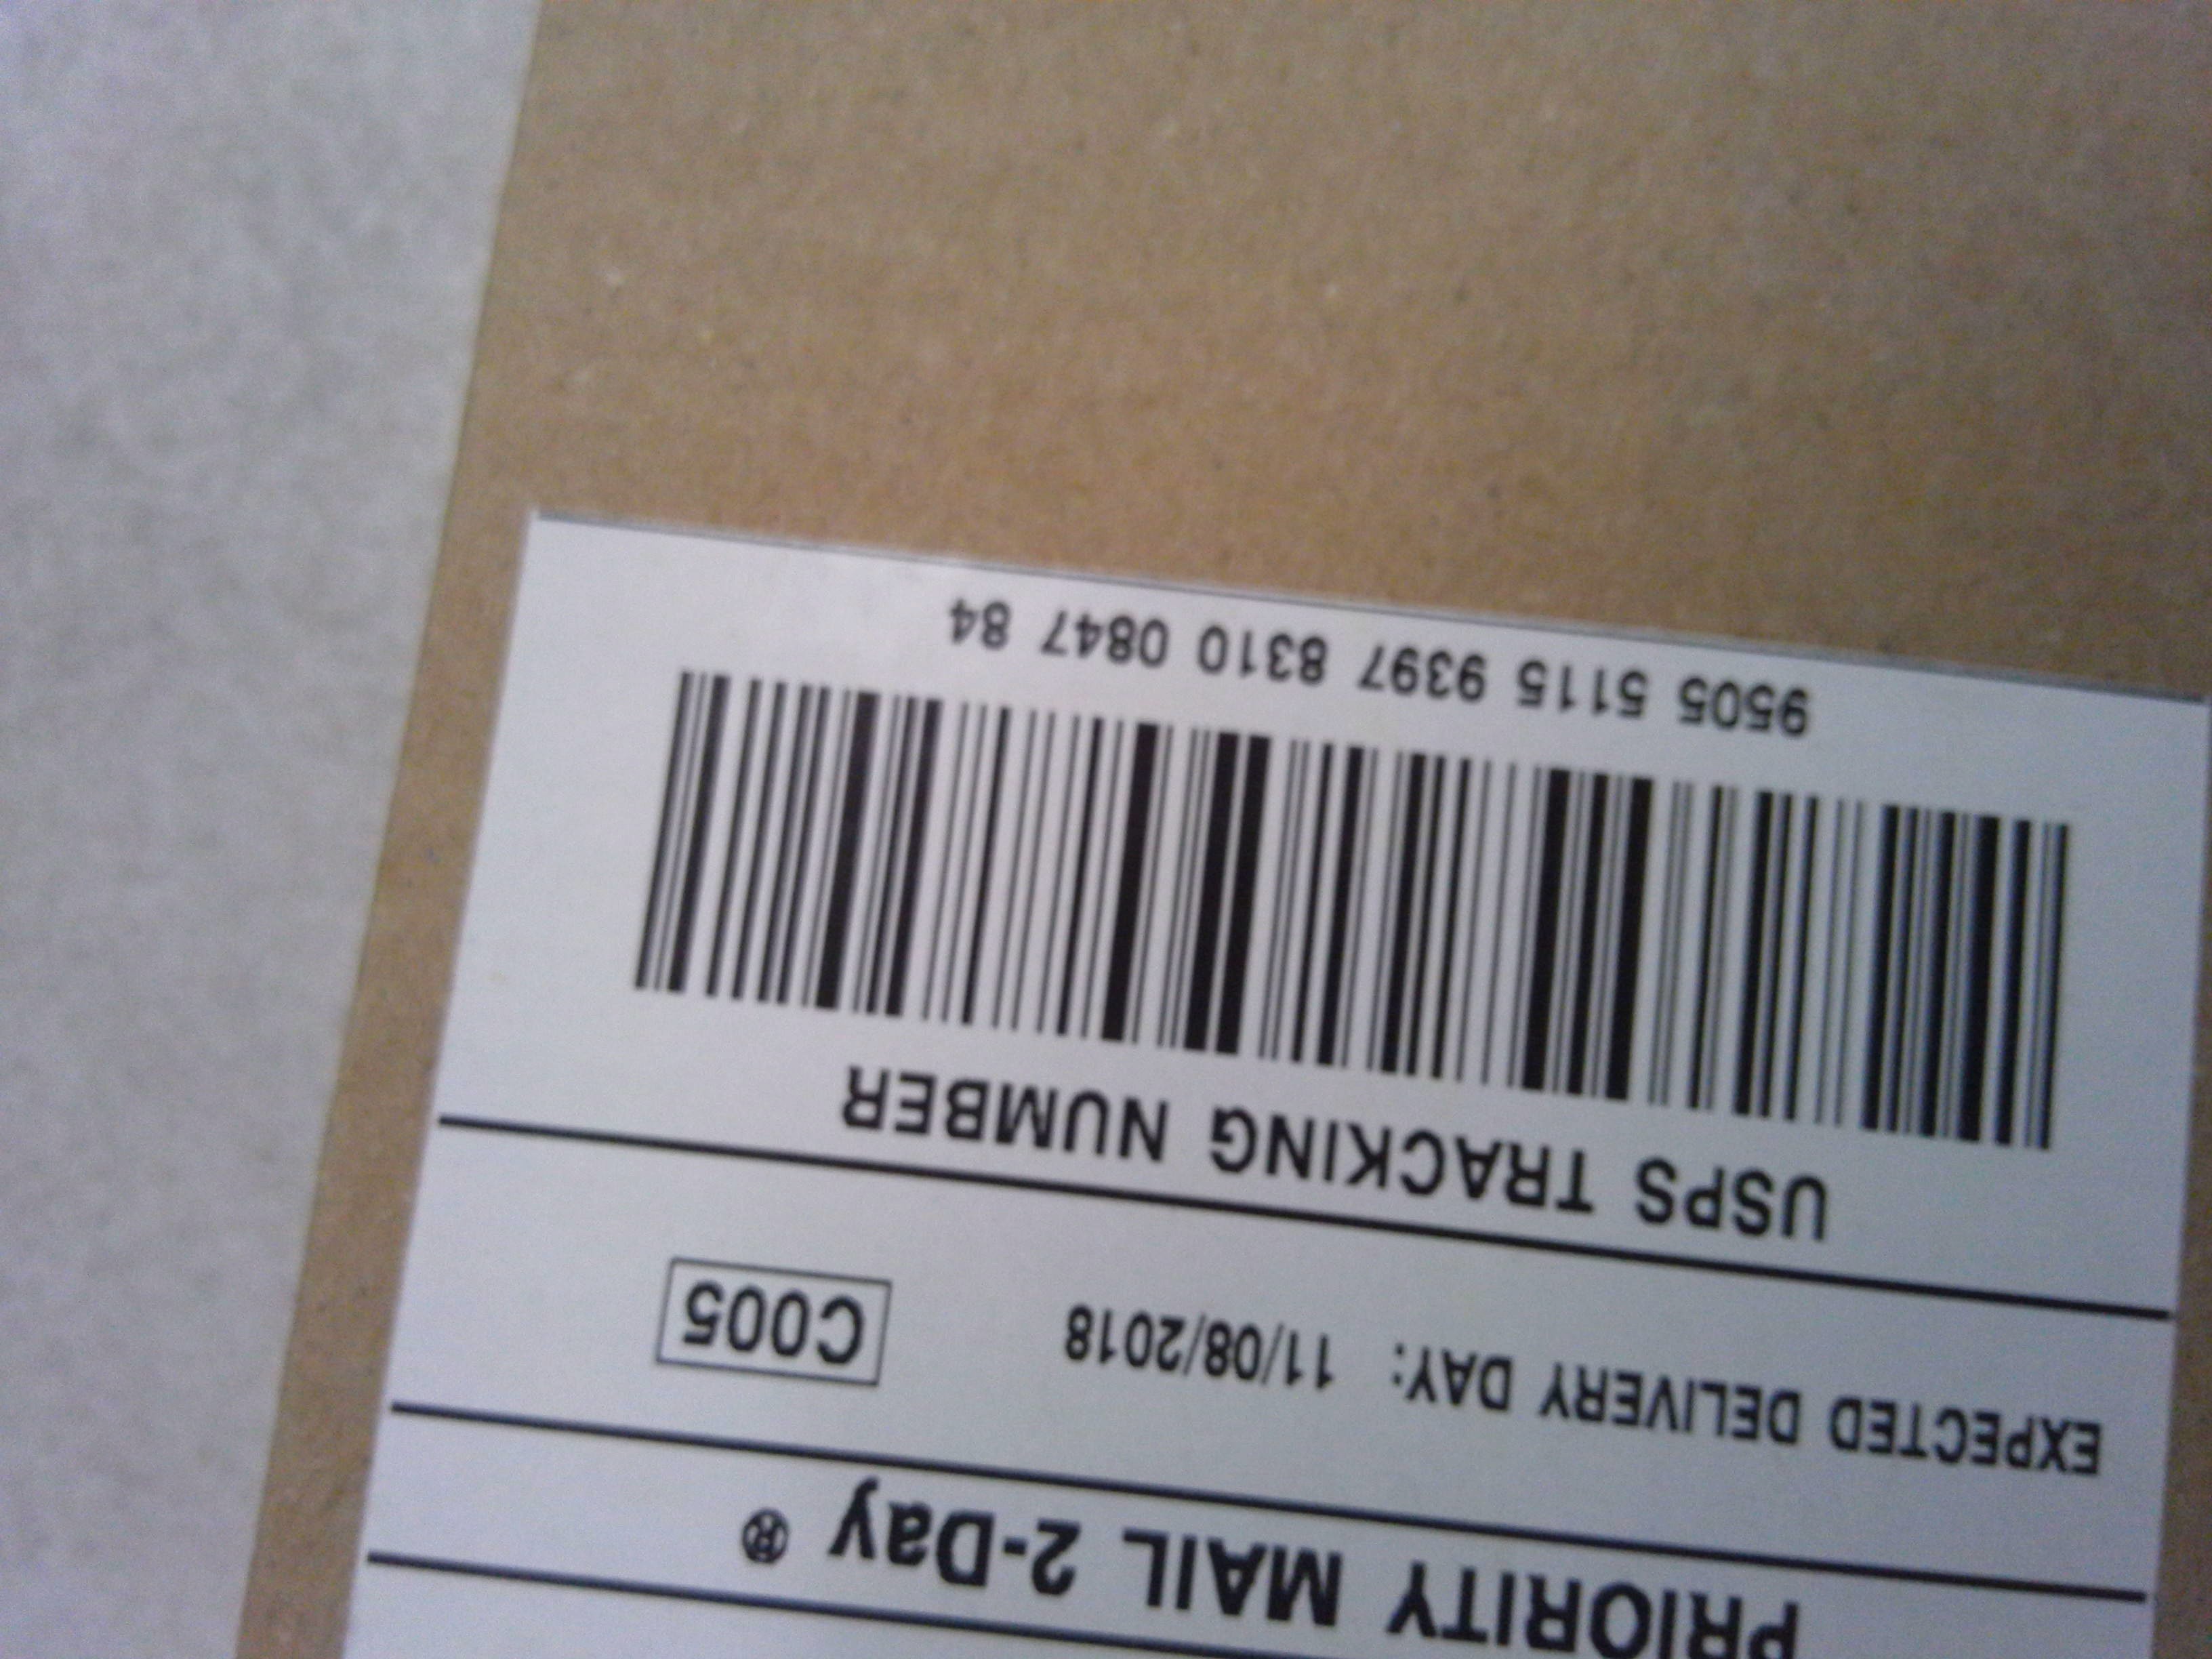 PRIORITY MAIL 2-Day ®
EXPECTED DELIVERY DAY: 11/08/2018
C005
USPS TRACKING NUMBER
9505 5115 9397 8310 0847 84